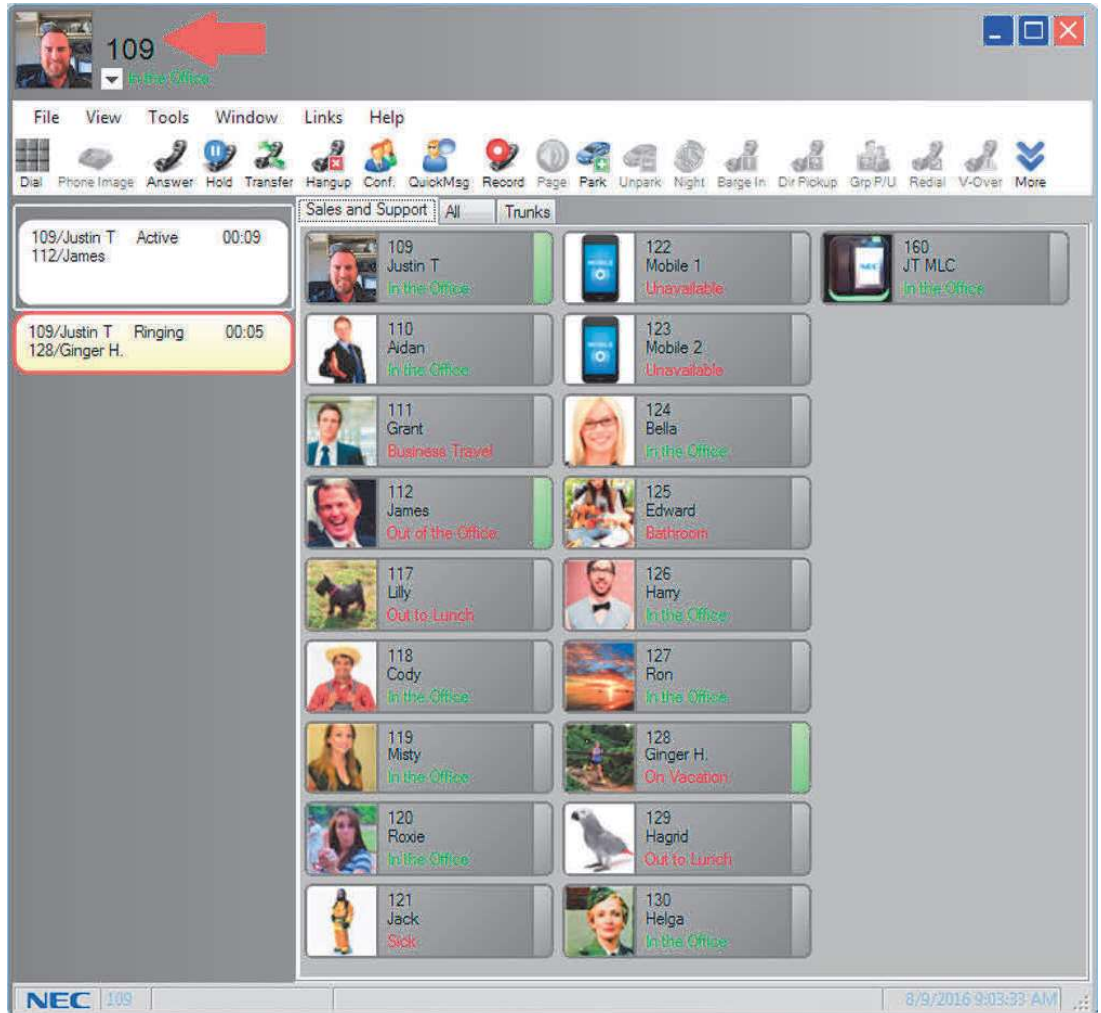 109
In the Office
File View Tools Window Links Help
Dial Phone Image Answer Hold Transfer Hangup Conf. QuickMsg Record Page Park Unpark Night Barge In Dir Pickup Grp P/U Redial V-Over More
Sales and Support All Trunks
109/Justin T Active 00:09
112/James
109/Justin T Ringing 00:05
128/Ginger H.
109
Justin T
In the Office
110
Aidan
In the Office
111
Grant
Business Travel
112
James
Out of the Office
117
Lilly
Out to Lunch
118
Cody
In the Office
119
Misty
In the Office
120
Roxie
In the Office
121
Jack
Sick
122
Mobile 1
Unavailable
123
Mobile 2
Unavailable
124
Bella
In the Office
125
Edward
Bathroom
126
Harry
In the Office
127
Ron
In the Office
128
Ginger H.
On Vacation
129
Hagrid
Out to Lunch
130
Helga
In the Office
160
JT MLC
In the Office
NEC 109 8/9/2016 9:03:33 AM